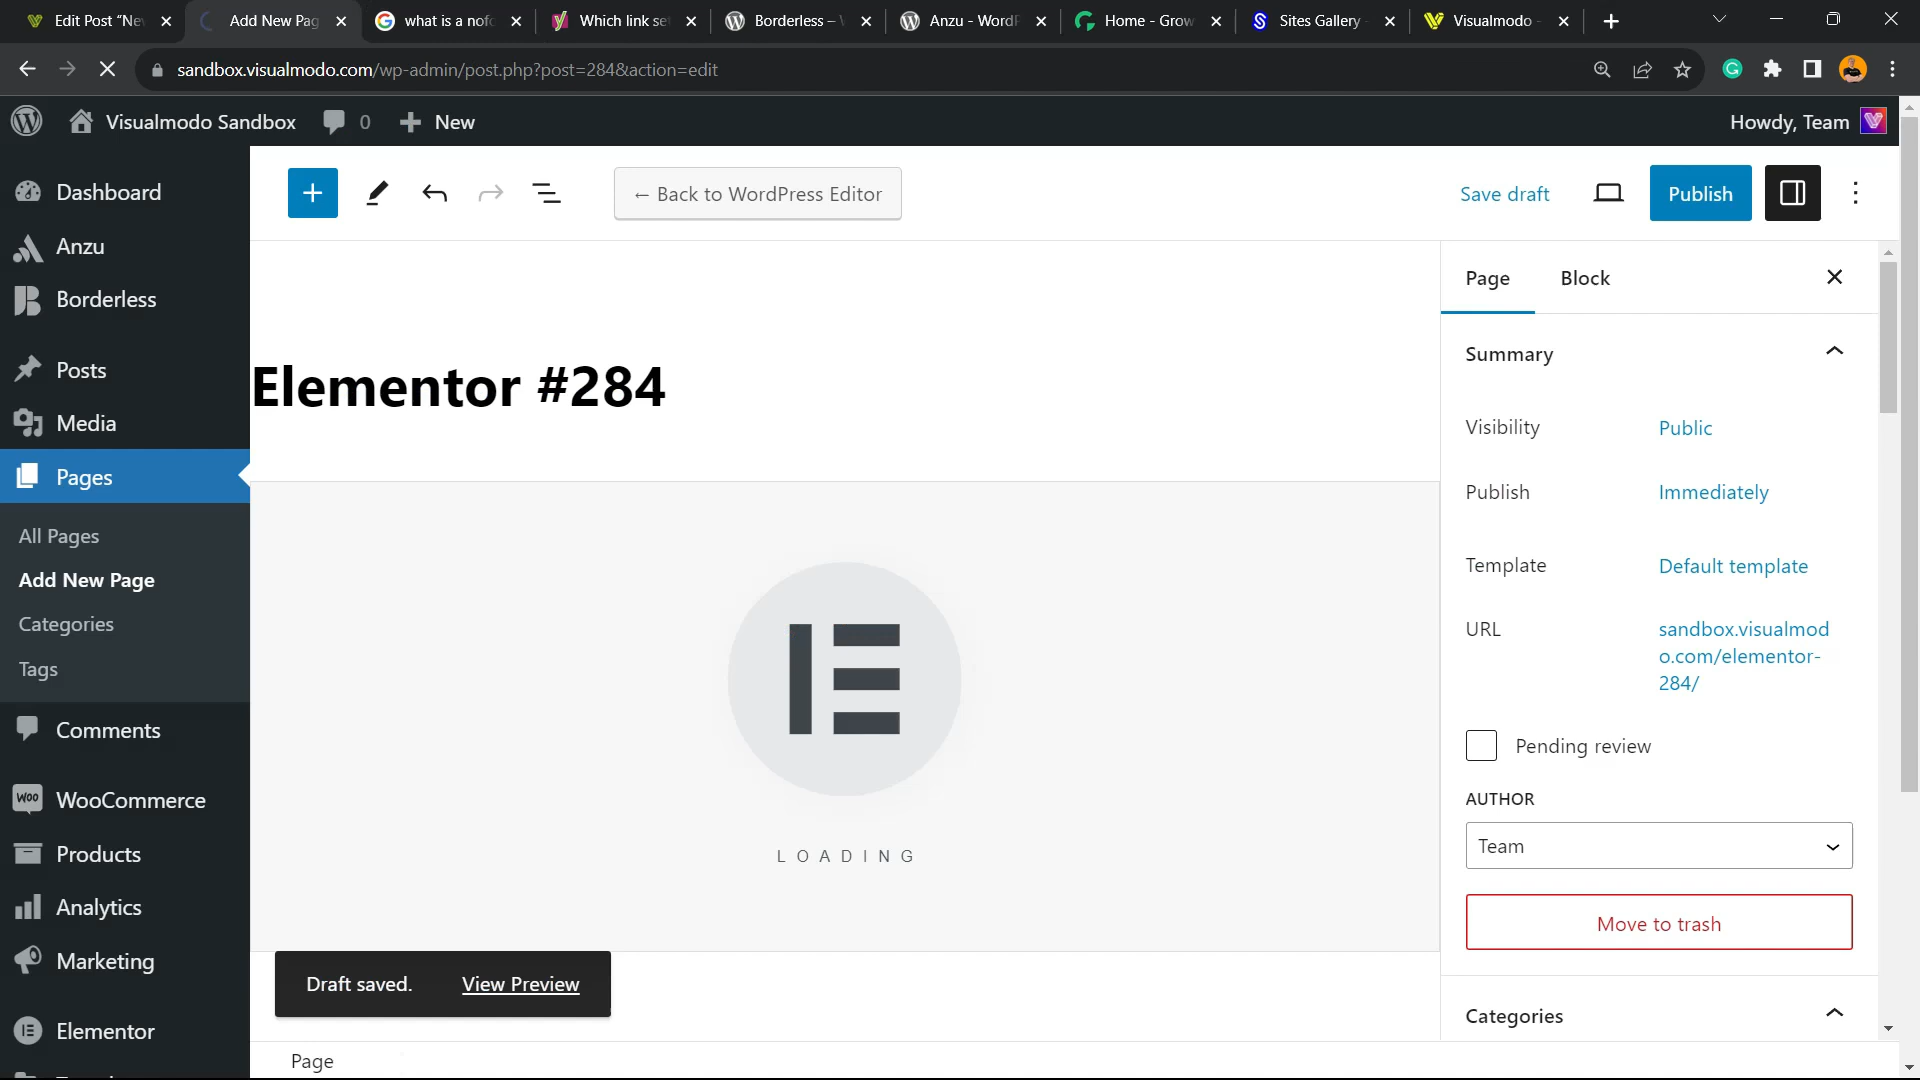 Edit Post “Ne
Add New Pag
what is a nofo
Which link se
Borderless –
Anzu - WordP
Home - Grow
Sites Gallery
Visualmodo -
sandbox.visualmodo.com/wp-admin/post.php?post=284&action=edit
Visualmodo Sandbox
0
New
Howdy, Team
Dashboard
Anzu
Borderless
Posts
Media
Pages
All Pages
Add New Page
Categories
Tags
Comments
WooCommerce
Products
Analytics
Marketing
Elementor
← Back to WordPress Editor
Save draft
Publish
Elementor #284
LOADING
Draft saved.
View Preview
Page
Page
Block
Summary
Visibility
Public
Publish
Immediately
Template
Default template
URL
sandbox.visualmod
o.com/elementor-
284/
Pending review
AUTHOR
Team
Move to trash
Categories